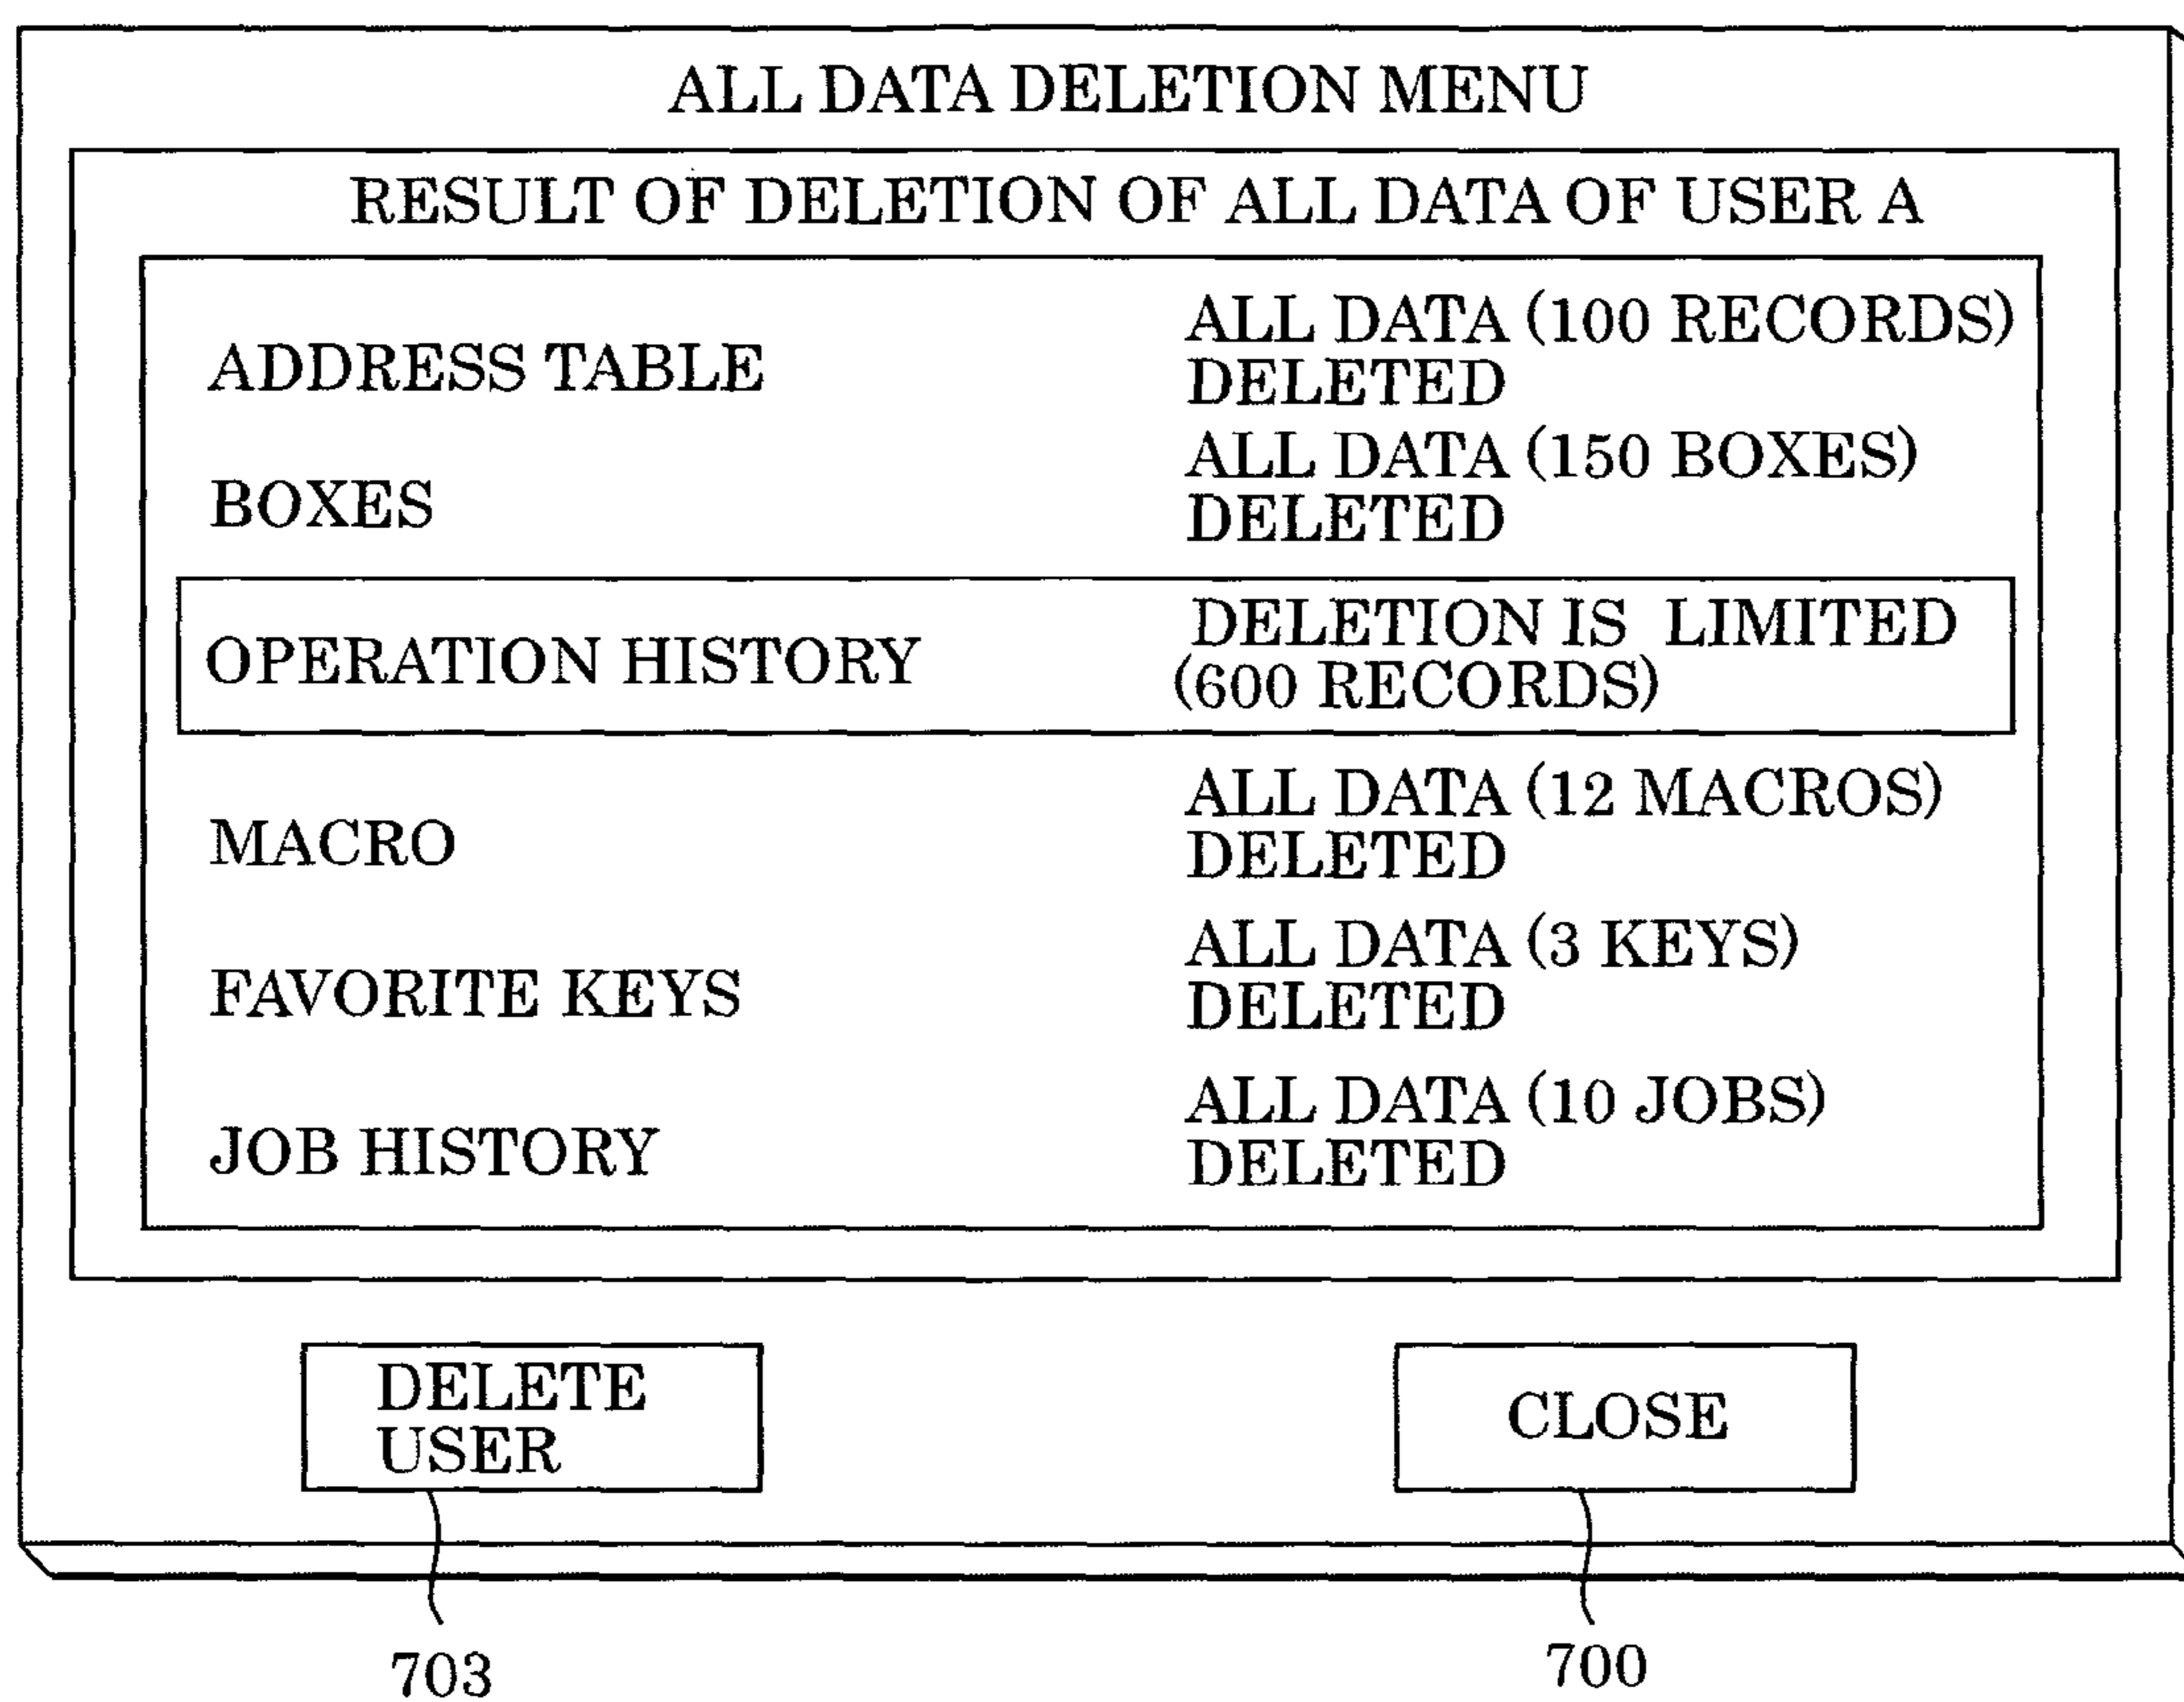 ALL DATA DELETION MENU
RESULT OF DELETION OF ALL DATA OF USER A
ADDRESS TABLE
ALL DATA (100 RECORDS)
DELETED
BOXES
ALL DATA (150 BOXES)
DELETED
OPERATION HISTORY
DELETION IS LIMITED
(600 RECORDS)
MACRO
ALL DATA (12 MACROS)
DELETED
FAVORITE KEYS
ALL DATA (3 KEYS)
DELETED
JOB HISTORY
ALL DATA (10 JOBS)
DELETED
DELETE
USER
CLOSE
703
700